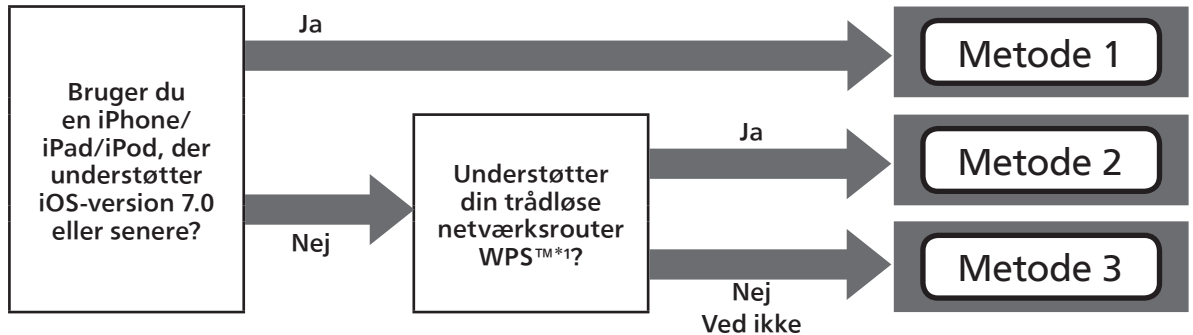 Bruger du
en iPhone/
iPad/iPod, der
understøtter
iOS-version 7.0
eller senere?
Ja
Metode 1
Nej
Understøtter
din trådløse
netværksrouter
WPS™*1?
Ja
Metode 2
Nej
Ved ikke
Metode 3